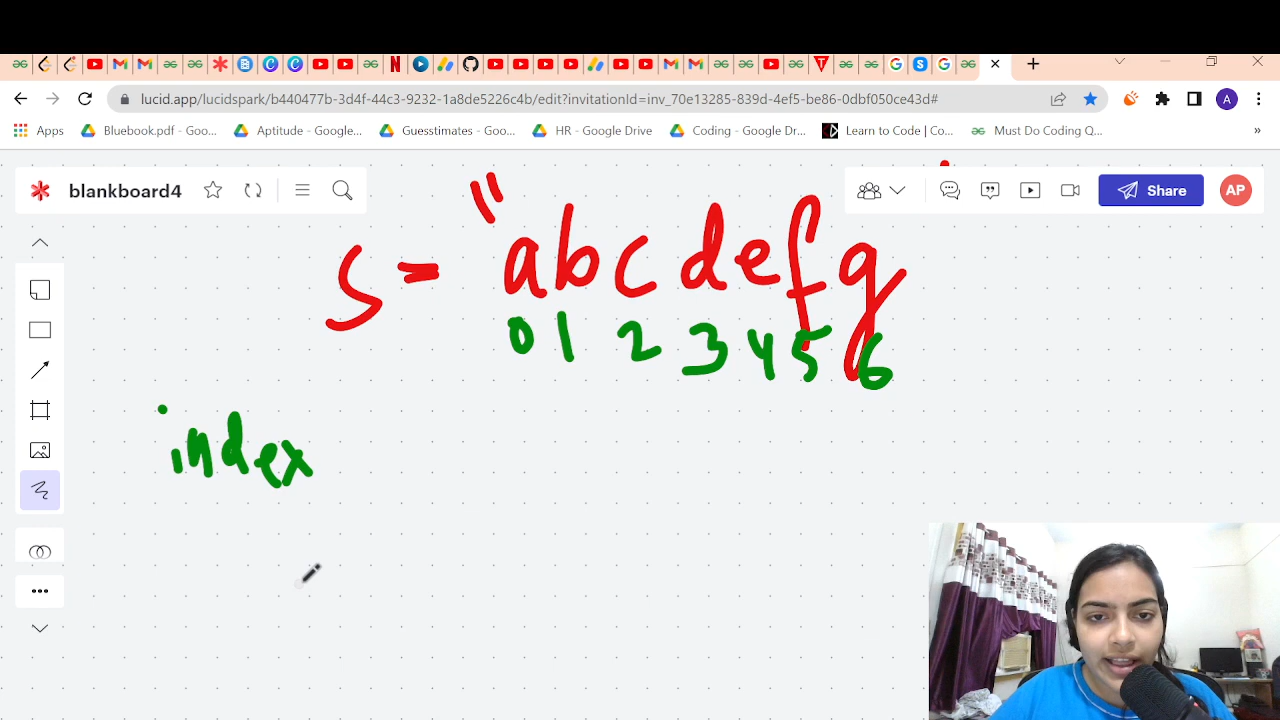 lucid.app/lucidspark/b440477b-3d4f-44c3-9232-1a8de5226c4b/edit?invitationId=inv_70e13285-839d-4ef5-be86-0dbf050ce43d#
A
Apps Bluebook.pdf - Goo... Aptitude - Google... Guesstimates - Goo... HR - Google Drive Coding - Google Dr... Learn to Code | Co... Must Do Coding Q... »
blankboard4 Share AP
S = "abcdefg
0 1 2 3 4 5 6
index